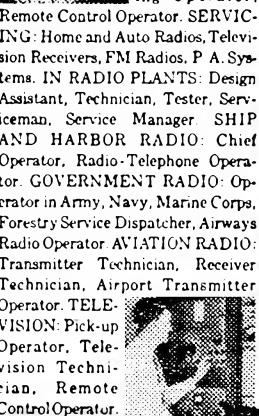 Remote Control Operator. SERVIC-
ING: Home and Auto Radios, Televi-
sion Receivers, FM Radios, P. A. Sys-
tems. IN RADIO PLANTS: Design
Assistant, Technician, Tester, Serv-
iceman, Service Manager. SHIP
AND HARBOR RADIO: Chief
Operator, Radio-Telephone Opera-
tor. GOVERNMENT RADIO: Op-
erator in Army, Navy, Marine Corps,
Forestry Service Dispatcher, Airways
Radio Operator. AVIATION RADIO:
Transmitter Technician, Receiver
Technician, Airport Transmitter
Operator. TELE-
VISION: Pick-up
Operator, Tele-
vision Techni-
cian, Remote
Control Operator.